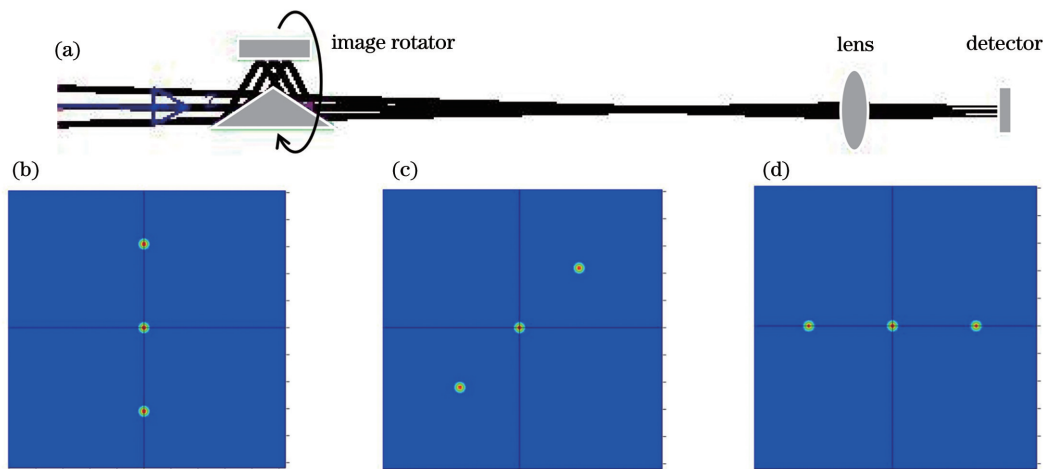 (a)
image rotator
lens
detector
(b)
(c)
(d)